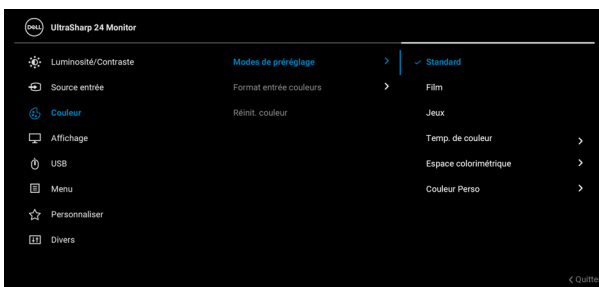 DELL UltraSharp 24 Monitor
Luminosité/Contraste Modes de préréglage Standard
Source entrée Format entrée couleurs Film
Couleur Réinit. couleur Jeux
Affichage Temp. de couleur
USB Espace colorimétrique
Menu Couleur Perso
Personnaliser
Divers
Quitte